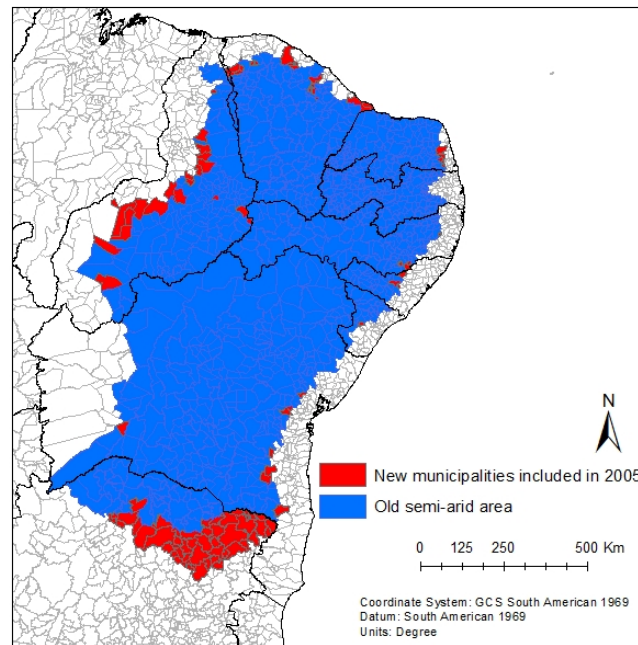 N
New municipalities included in 2005
Old semi-arid area
0 125 250 500 Km
Coordinate System: GCS South American 1969
Datum: South American 1969
Units: Degree